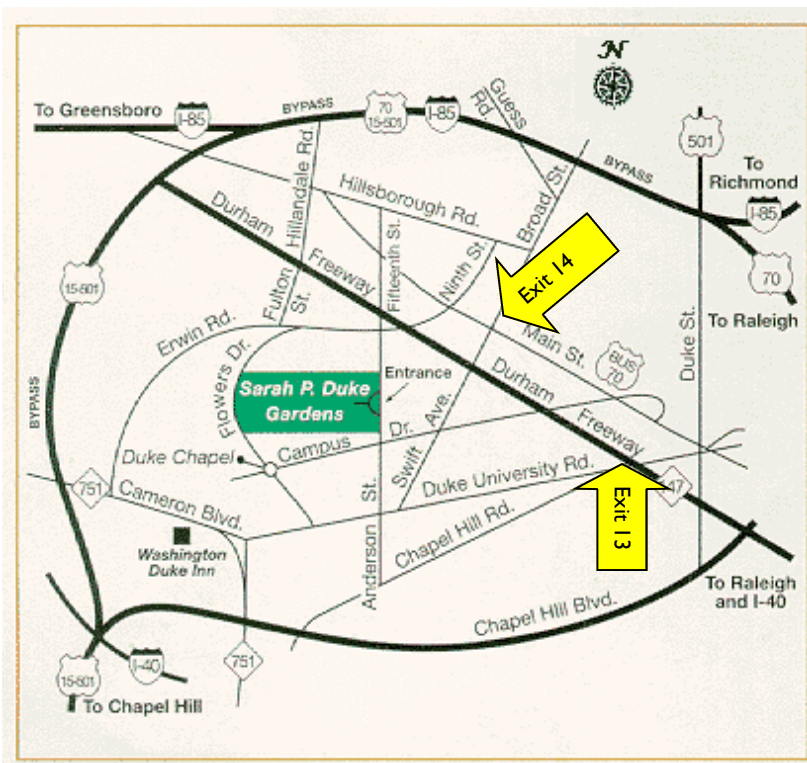 N
To Greensboro
I-85
BYPASS
70
15-501
I-85
Guess
Rd.
BYPASS
501
To
Richmond
I-85
70
To Raleigh
Hillandale Rd.
Hillsborough Rd.
Broad St.
Durham
Freeway
Fifteenth St.
Ninth St.
Exit 14
15-501
Fulton
St.
Erwin Rd.
Main St.
BUS
70
Duke St.
Flowers Dr.
Sarah P. Duke
Gardens
Entrance
Durham
Freeway
BYPASS
Duke Chapel
Campus
Dr.
Swift
Ave.
751
Cameron Blvd.
Duke University Rd.
147
Exit 13
Washington
Duke Inn
Anderson
St.
Chapel Hill Rd.
To Raleigh
and I-40
Chapel Hill Blvd.
I-40
751
15-501
To Chapel Hill